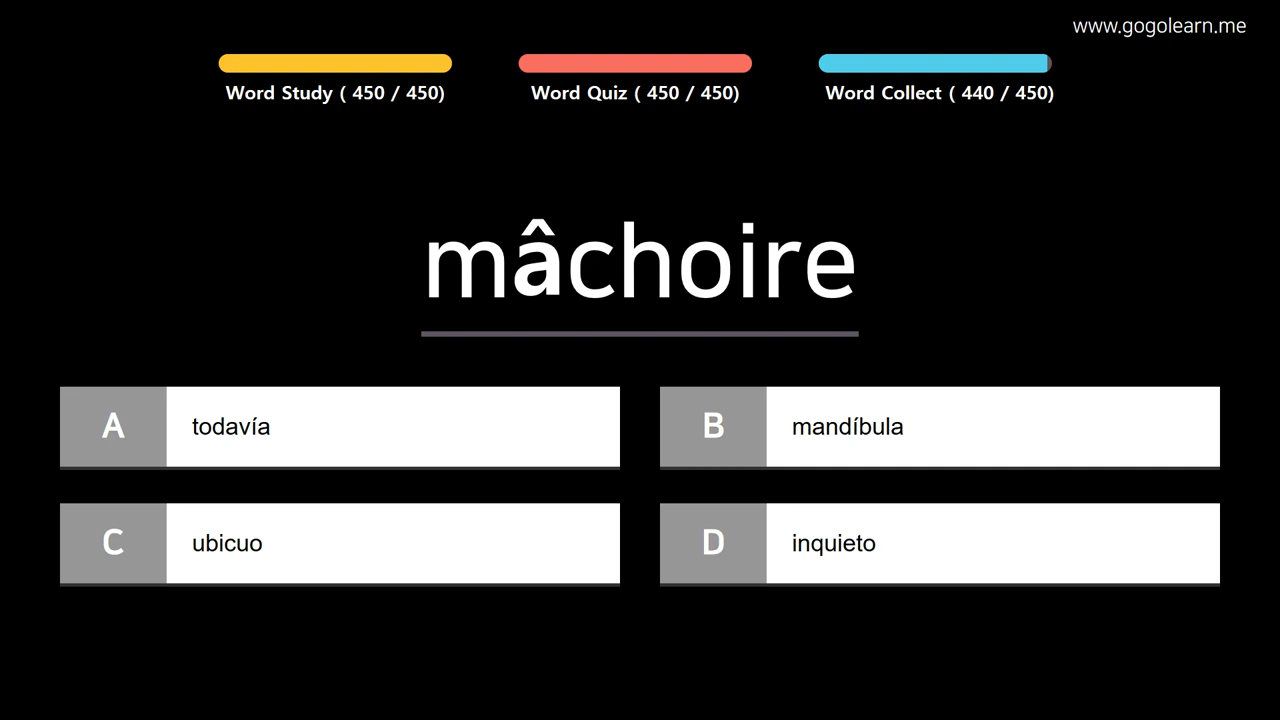 www.gogolearn.me
Word Study ( 450 / 450)
Word Quiz ( 450 / 450)
Word Collect ( 440 / 450)
mâchoire
A todavía
B mandíbula
C ubicuo
D inquieto